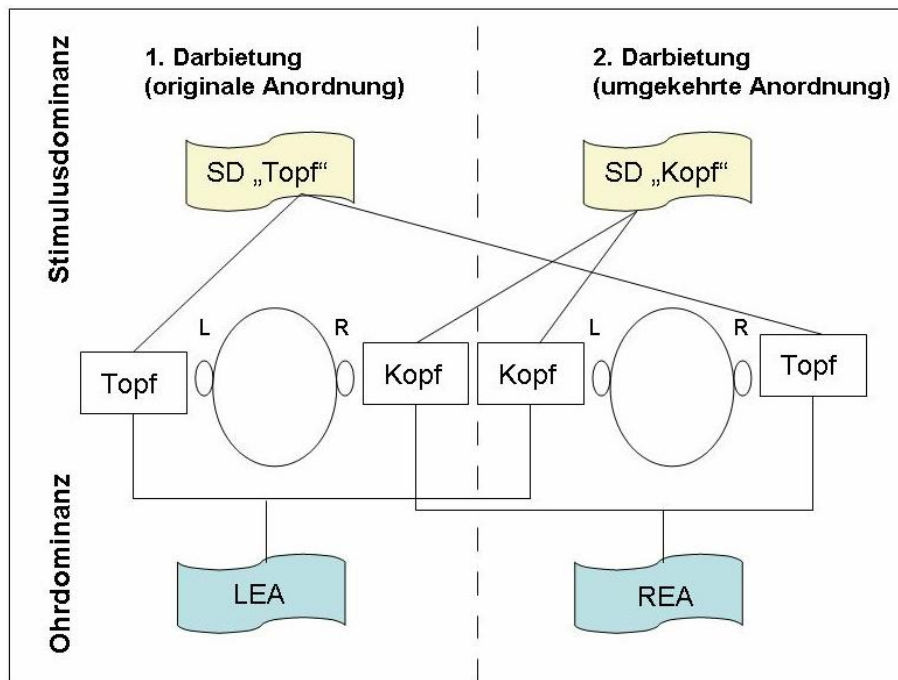 Stimulusdominanz
1. Darbietung
(originale Anordnung)
2. Darbietung
(umgekehrte Anordnung)
SD „Topf“
SD „Kopf“
L
R
L
R
Topf
Kopf
Kopf
Topf
Ohrdominanz
LEA
REA